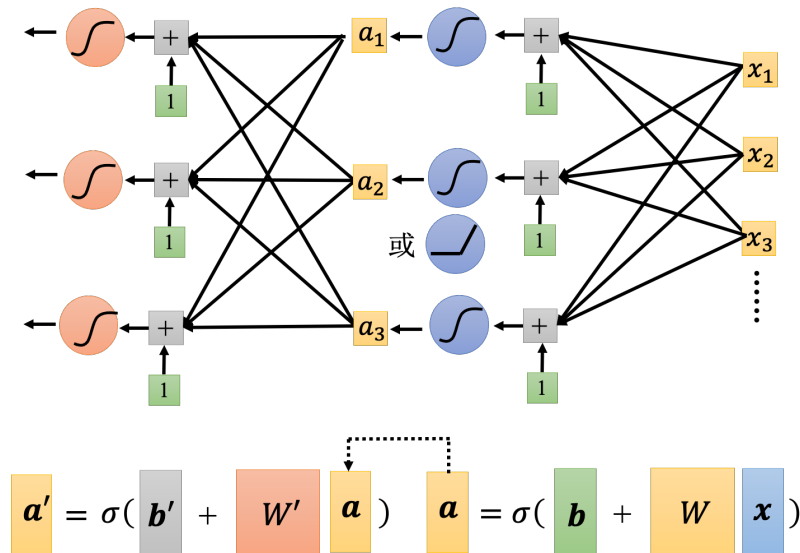 + a₁ +
1 1 x₁
+ a₂ + x₂
1 或 1 x₃
+ a₃ +
1 1
a′ = σ( b′ + W′ a ) a = σ( b + W x )